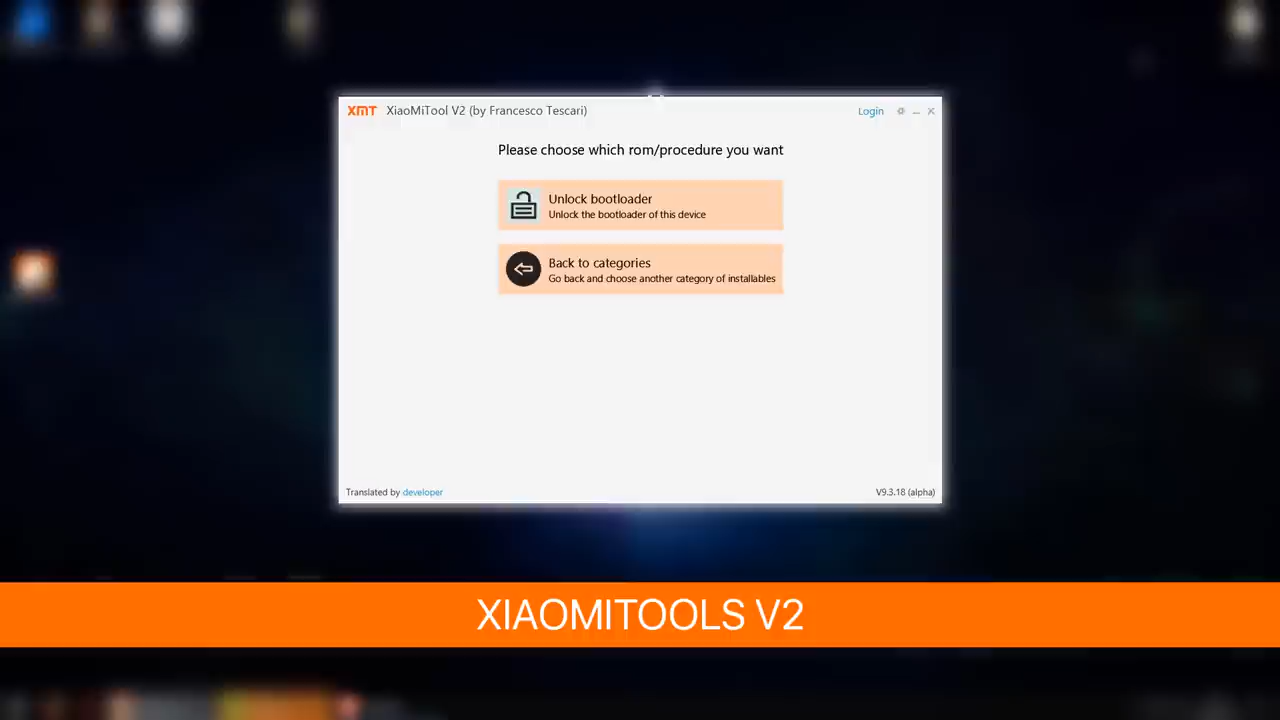 XMT XiaoMiTool V2 (by Francesco Tescari) Login
Please choose which rom/procedure you want
Unlock bootloader
Unlock the bootloader of this device
Back to categories
Go back and choose another category of installables
Translated by developer V9.3.18 (alpha)
XIAOMITOOLS V2